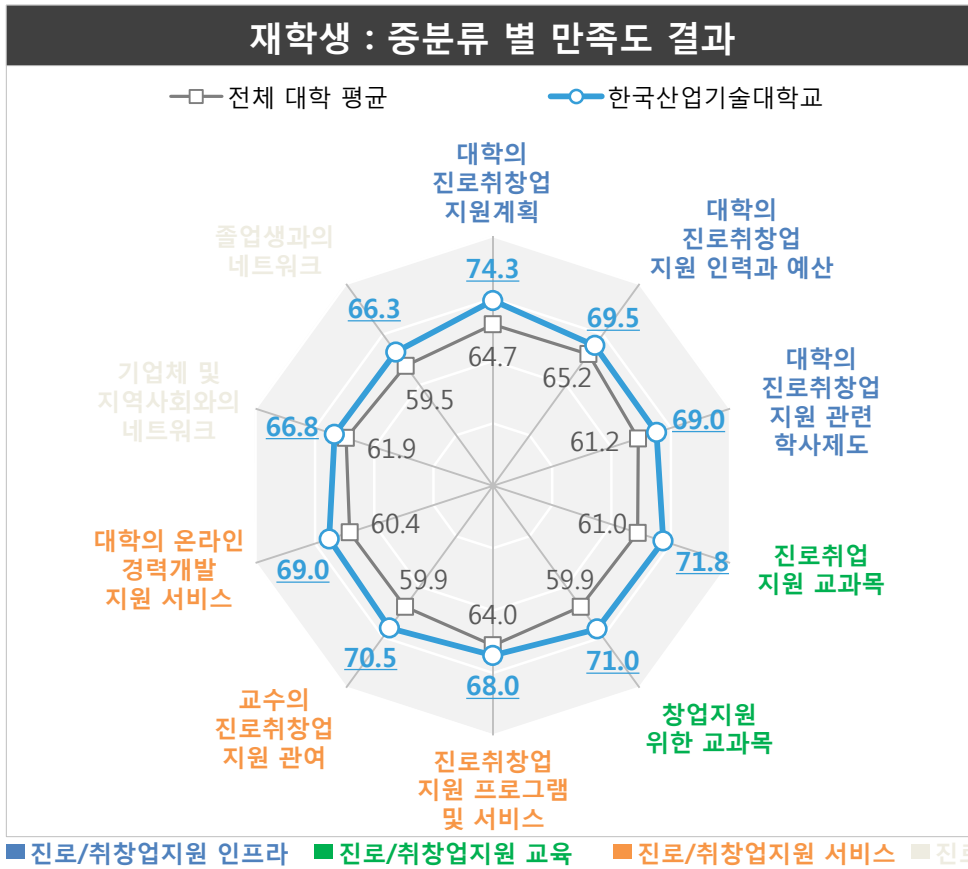 재학생 : 중분류 별 만족도 결과
전체 대학 평균
한국산업기술대학교
대학의
진로취창업
지원계획
대학의
진로취창업
지원 인력과 예산
대학의
진로취창업
지원 관련
학사제도
진로취업
지원 교과목
창업지원
위한 교과목
진로취창업
지원 프로그램
및 서비스
교수의
진로취창업
지원 관여
대학의 온라인
경력개발
지원 서비스
기업체 및
지역사회와의
네트워크
졸업생과의
네트워크
74.3
69.5
69.0
71.8
71.0
68.0
70.5
69.0
66.8
66.3
64.7
65.2
61.2
61.0
59.9
64.0
59.9
60.4
61.9
59.5
진로/취창업지원 인프라
진로/취창업지원 교육
진로/취창업지원 서비스
진로